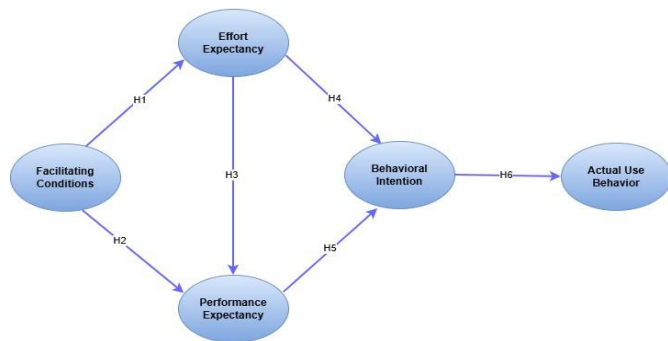 Effort
Expectancy
H1
H4
Facilitating
Conditions
H3
Behavioral
Intention
H6
Actual Use
Behavior
H2
H5
Performance
Expectancy